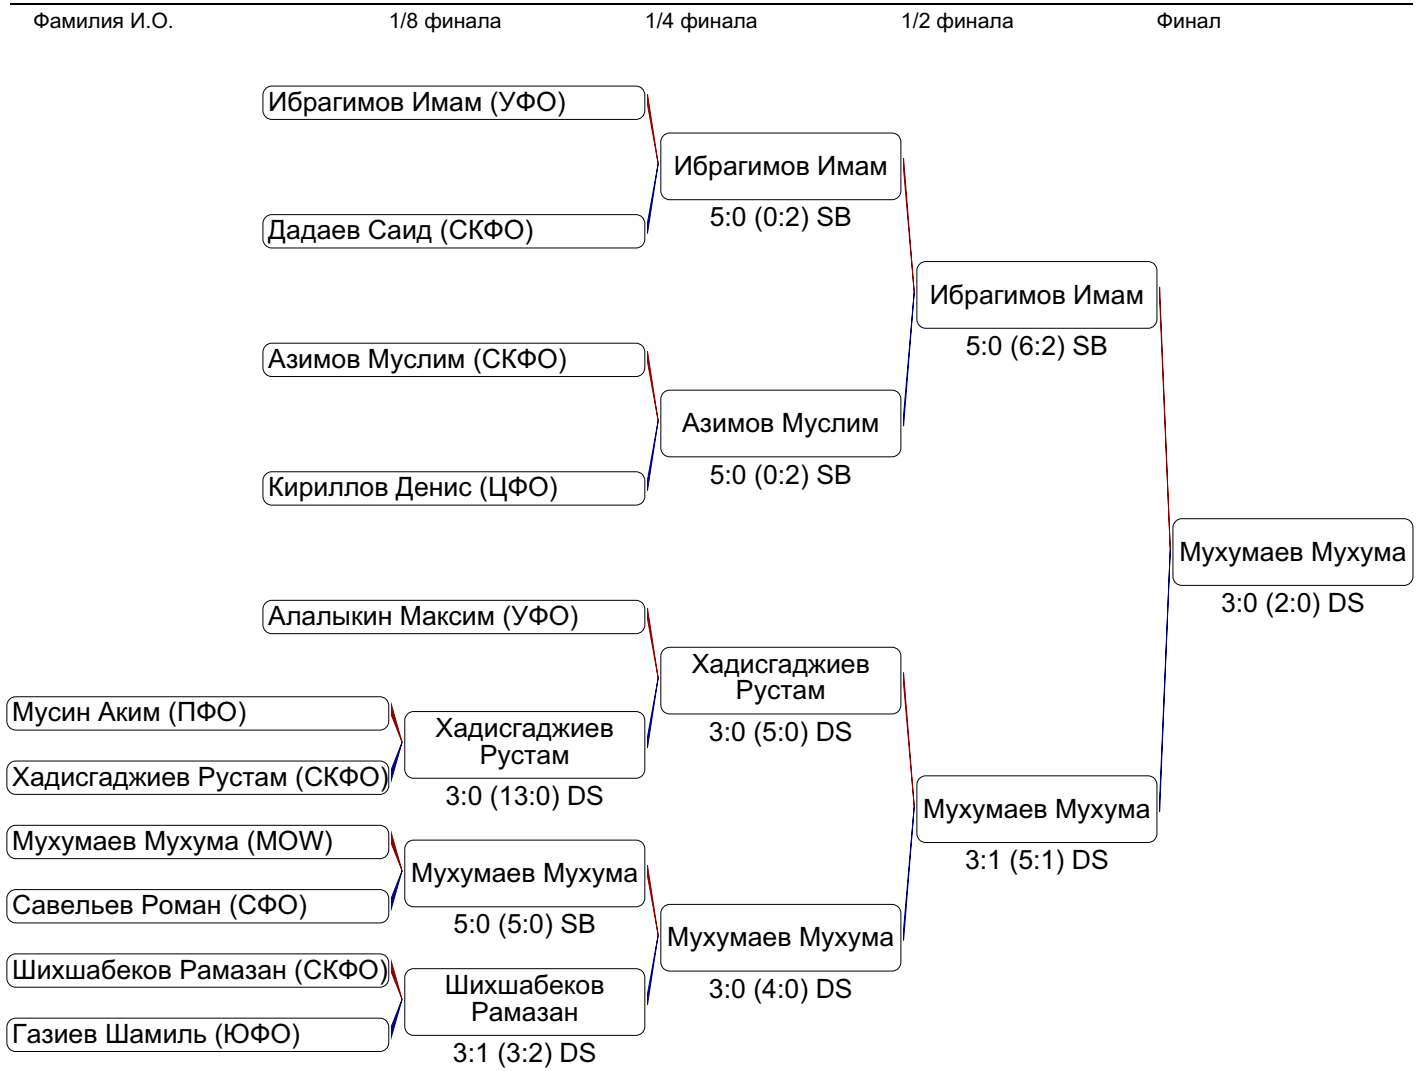 Фамилия И.О. 1/8 финала 1/4 финала 1/2 финала Финал
Ибрагимов Имам (УФО)
Ибрагимов Имам
5:0 (0:2) SB
Дадаев Саид (СКФО)
Ибрагимов Имам
5:0 (6:2) SB
Азимов Муслим (СКФО)
Азимов Муслим
5:0 (0:2) SB
Кириллов Денис (ЦФО)
Мухумаев Мухума
3:0 (2:0) DS
Алалыкин Максим (УФО)
Хадисгаджиев
Рустам
3:0 (5:0) DS
Мусин Аким (ПФО)
Хадисгаджиев
Рустам
3:0 (13:0) DS
Хадисгаджиев Рустам (СКФО)
Мухумаев Мухума
3:1 (5:1) DS
Мухумаев Мухума (MOW)
Мухумаев Мухума
5:0 (5:0) SB
Савельев Роман (СФО)
Мухумаев Мухума
3:0 (4:0) DS
Шихшабеков Рамазан (СКФО)
Шихшабеков
Рамазан
3:1 (3:2) DS
Газиев Шамиль (ЮФО)